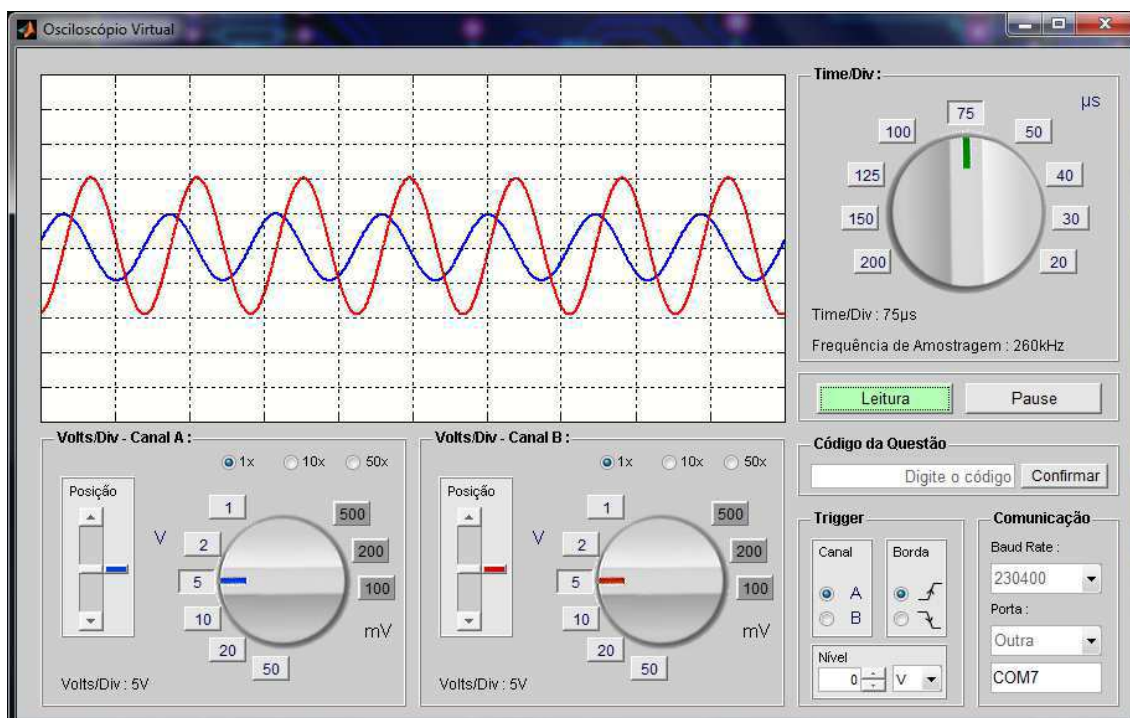 Osciloscópio Virtual
Time/Div :
µs
75
100
50
125
40
150
30
200
20
Time/Div : 75µs
Frequência de Amostragem : 260kHz
Leitura
Pause
Volts/Div - Canal A :
1x
10x
50x
Posição
V
1
500
2
200
5
100
10
mV
20
50
Volts/Div : 5V
Volts/Div - Canal B :
1x
10x
50x
Posição
V
1
500
2
200
5
100
10
mV
20
50
Volts/Div : 5V
Código da Questão
Digite o código
Confirmar
Trigger
Canal
A
B
Borda
Nível
0
V
Comunicação
Baud Rate :
230400
Porta :
Outra
COM7